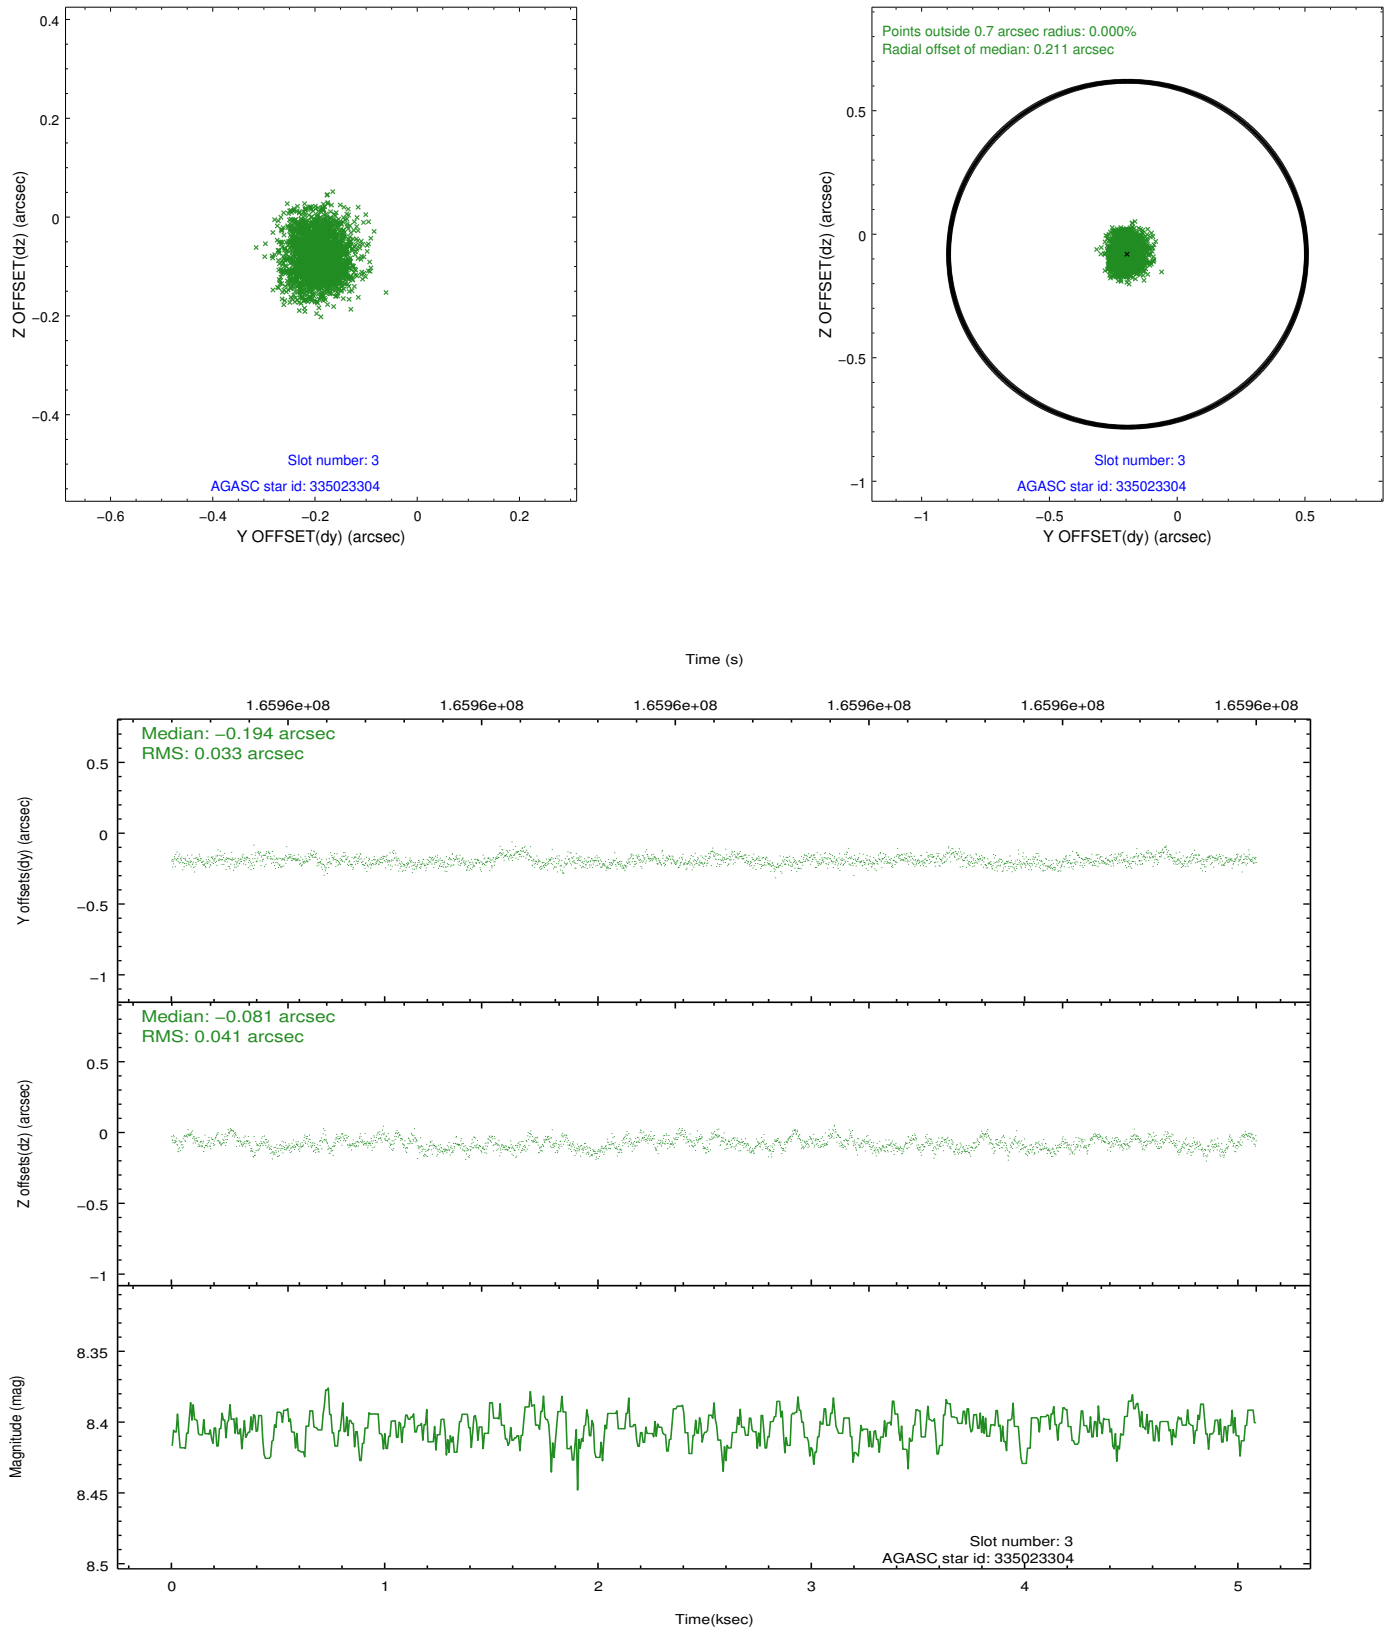 0.4
0.2
0
−0.2
−0.4
−0.6
−0.4
−0.2
0
0.2
Z OFFSET(dz) (arcsec)
Y OFFSET(dy) (arcsec)
Slot number: 3
AGASC star id: 335023304
Points outside 0.7 arcsec radius: 0.000%
Radial offset of median: 0.211 arcsec
0.5
0
−0.5
−1
−1
−0.5
0
0.5
Z OFFSET(dz) (arcsec)
Y OFFSET(dy) (arcsec)
Slot number: 3
AGASC star id: 335023304
Time (s)
1.6596e+08
1.6596e+08
1.6596e+08
1.6596e+08
1.6596e+08
1.6596e+08
Median: −0.194 arcsec
RMS: 0.033 arcsec
0.5
0
−0.5
−1
Y offsets(dy) (arcsec)
Median: −0.081 arcsec
RMS: 0.041 arcsec
0.5
0
−0.5
−1
Z offsets(dz) (arcsec)
8.35
8.4
8.45
8.5
Magnitude (mag)
Slot number: 3
AGASC star id: 335023304
0
1
2
3
4
5
Time(ksec)